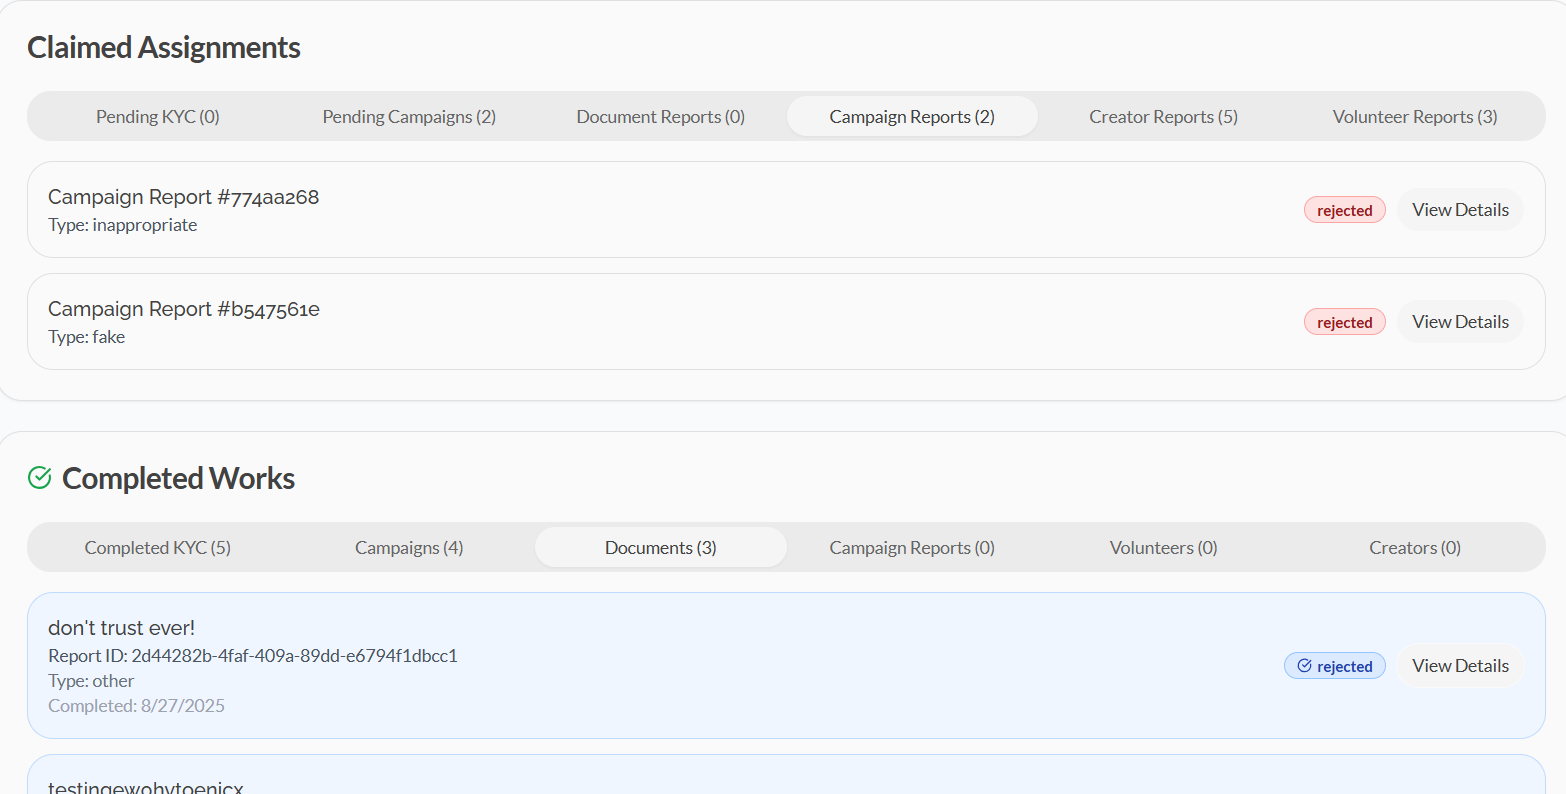 Claimed Assignments
Pending KYC (0) Pending Campaigns (2) Document Reports (0) Campaign Reports (2) Creator Reports (5) Volunteer Reports (3)
Campaign Report #774aa268
Type: inappropriate
rejected View Details
Campaign Report #b547561e
Type: fake
rejected View Details
Completed Works
Completed KYC (5) Campaigns (4) Documents (3) Campaign Reports (0) Volunteers (0) Creators (0)
don't trust ever!
Report ID: 2d44282b-4faf-409a-89dd-e6794f1dbcc1
Type: other
Completed: 8/27/2025
rejected View Details